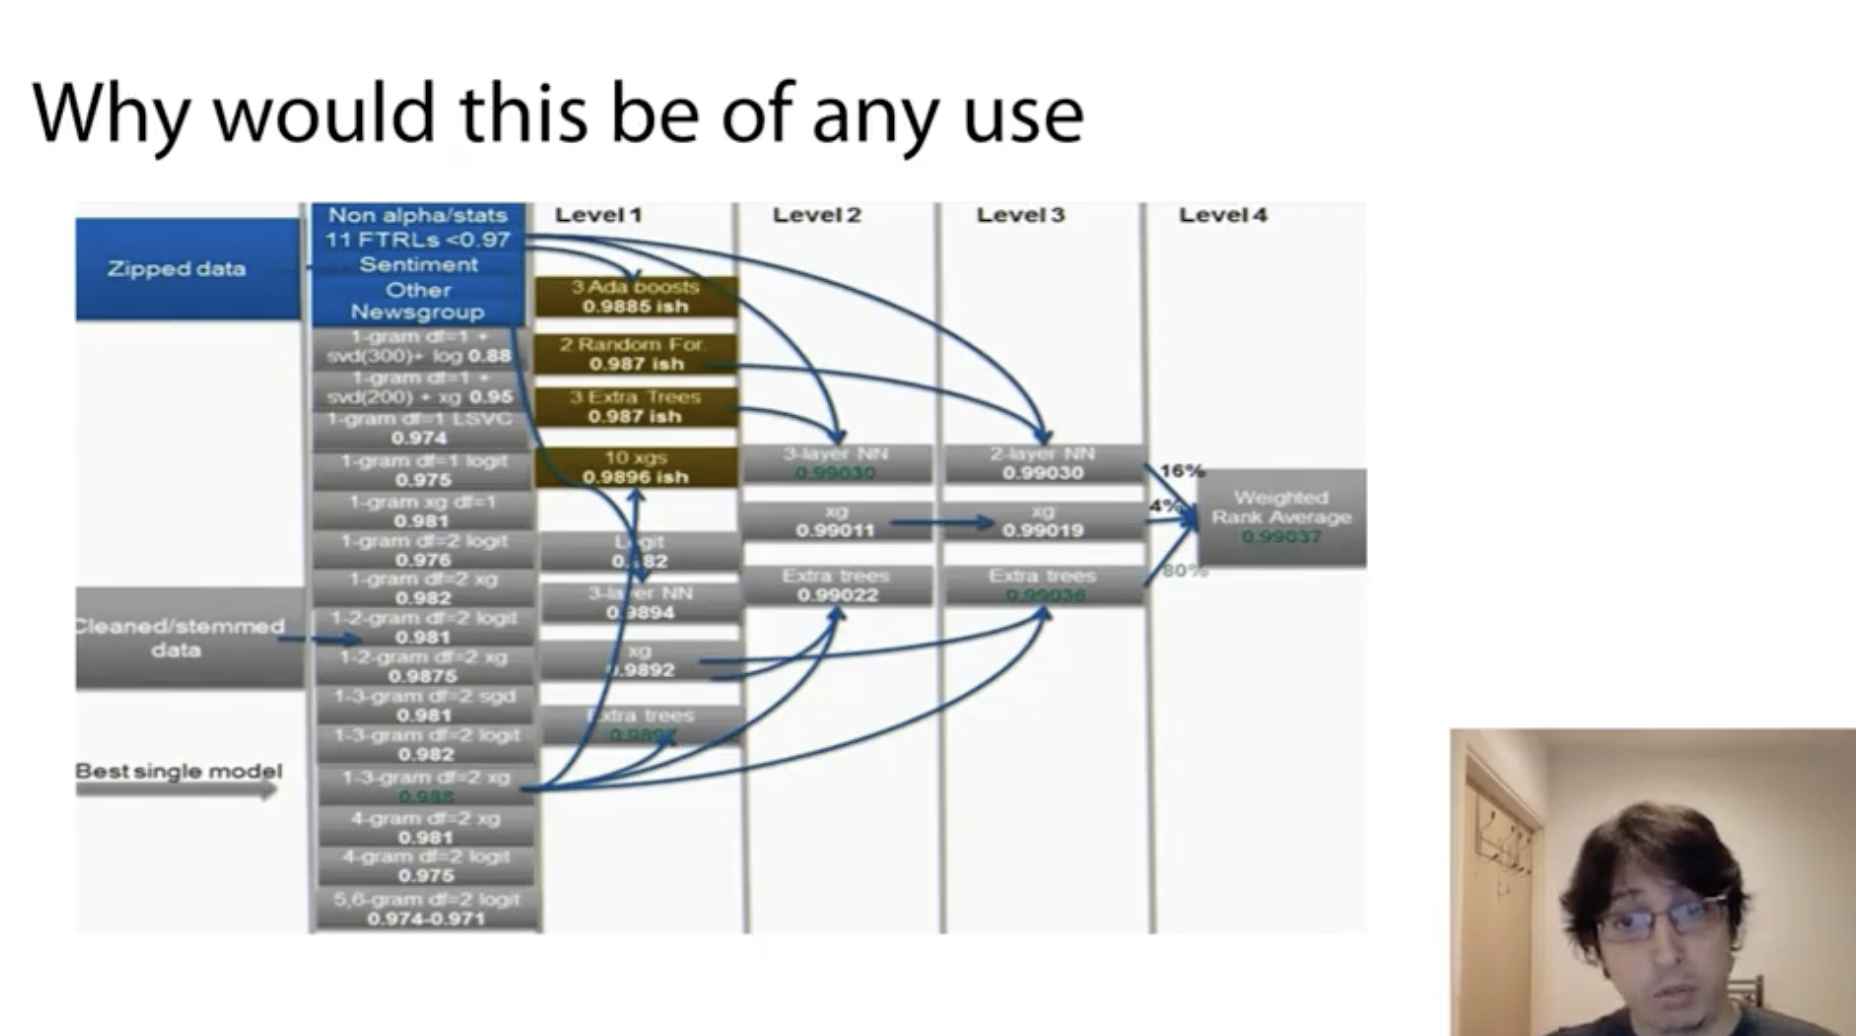 Why would this be of any use
Zipped data
Cleaned/stemmed
data
Best single model
Non alpha/stats
11 FTRLs <0.97
Sentiment
Other
Newsgroup
1-gram df=1 +
svd(300)+ log 0.88
1-gram df=1 +
svd(200) + xg 0.95
1-gram df=1 LSVC
0.974
1-gram df=1 logit
0.975
1-gram xg df=1
0.981
1-gram df=2 logit
0.976
1-gram df=2 xg
0.982
1-2-gram df=2 logit
0.981
1-2-gram df=2 xg
0.9875
1-3-gram df=2 sgd
0.981
1-3-gram df=2 logit
0.982
1-3-gram df=2 xg
0.988
4-gram df=2 xg
0.981
4-gram df=2 logit
0.975
5,6-gram df=2 logit
0.974-0.971
Level 1
3 Ada boosts
0.9885 ish
2 Random For.
0.987 ish
3 Extra Trees
0.987 ish
10 xgs
0.9896 ish
Logit
3-layer NN
0.9894
xg
.9892
Extra trees
Level 2
3-layer NN
0.99030
xg
0.99011
Extra trees
0.99022
Level 3
2-layer NN
0.99030
xg
0.99019
Extra trees
0.99036
Level 4
16%
4%
80%
Weighted
Rank Average
0.99037